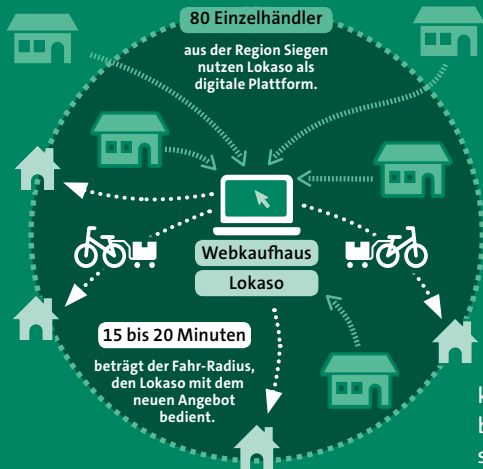 80 Einzelhändler
aus der Region Siegen
nutzen Lokaso als
digitale Plattform.
Webkaufhaus
Lokaso
15 bis 20 Minuten
beträgt der Fahr-Radius,
den Lokaso mit dem
neuen Angebot
bedient.